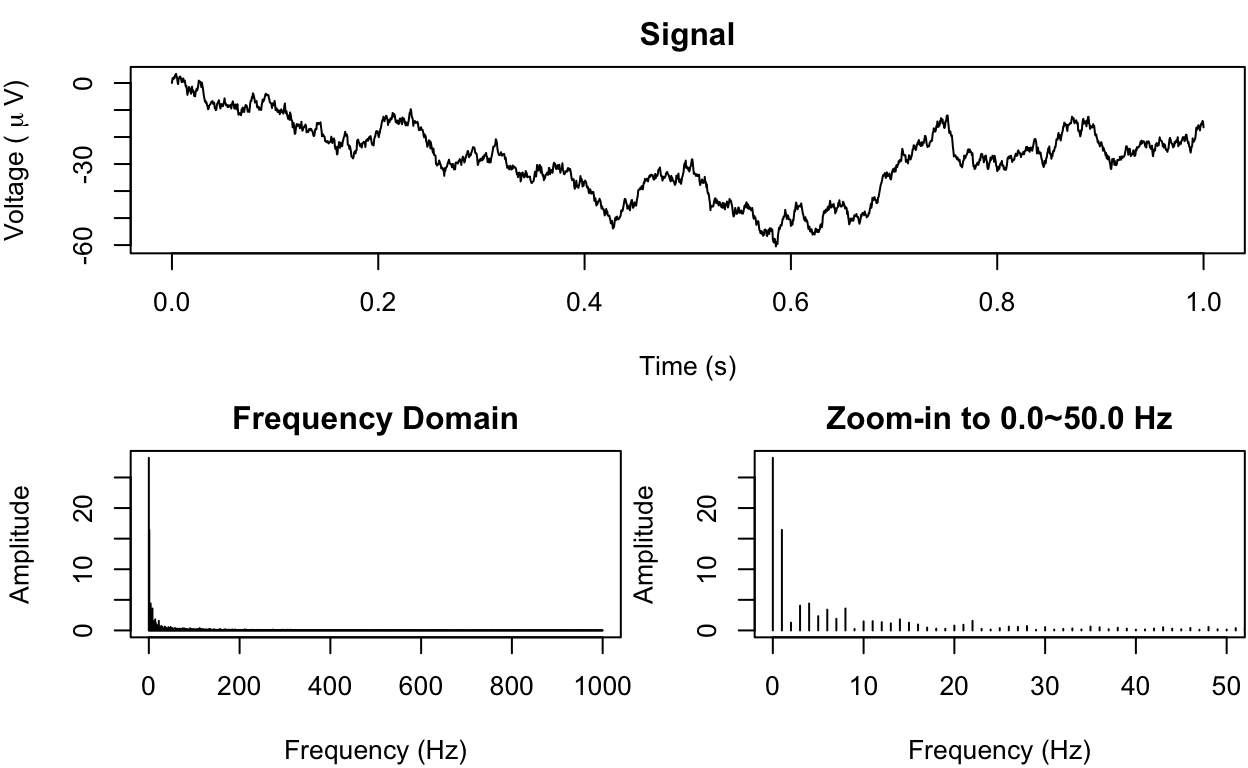 Signal
Voltage ( μ V)
0
-30
-60
0.0 0.2 0.4 0.6 0.8 1.0
Time (s)
Frequency Domain
Amplitude
20
10
0
0 200 400 600 800 1000
Frequency (Hz)
Zoom-in to 0.0~50.0 Hz
Amplitude
20
10
0
0 10 20 30 40 50
Frequency (Hz)